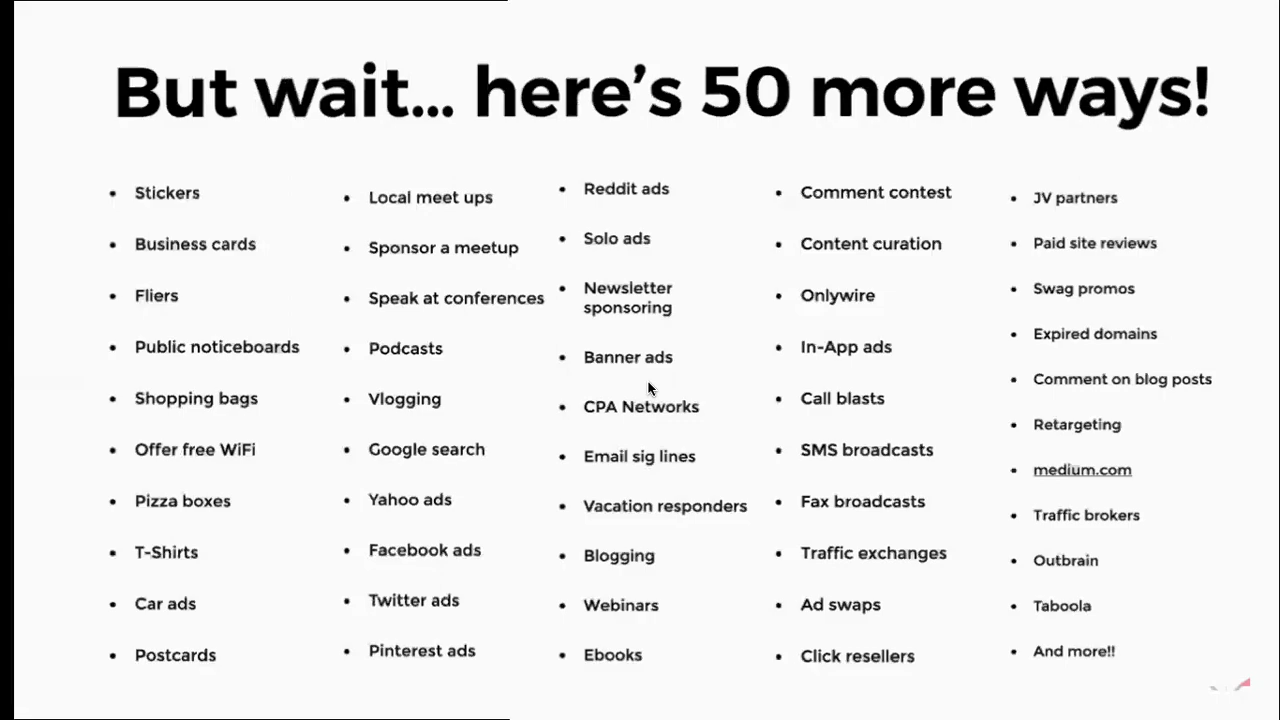 But wait... here's 50 more ways!
• Stickers
• Business cards
• Fliers
• Public noticeboards
• Shopping bags
• Offer free WiFi
• Pizza boxes
• T-Shirts
• Car ads
• Postcards
• Local meet ups
• Sponsor a meetup
• Speak at conferences
• Podcasts
• Vlogging
• Google search
• Yahoo ads
• Facebook ads
• Twitter ads
• Pinterest ads
• Reddit ads
• Solo ads
• Newsletter
sponsoring
• Banner ads
• CPA Networks
• Email sig lines
• Vacation responders
• Blogging
• Webinars
• Ebooks
• Comment contest
• Content curation
• Onlywire
• In-App ads
• Call blasts
• SMS broadcasts
• Fax broadcasts
• Traffic exchanges
• Ad swaps
• Click resellers
• JV partners
• Paid site reviews
• Swag promos
• Expired domains
• Comment on blog posts
• Retargeting
• medium.com
• Traffic brokers
• Outbrain
• Taboola
• And more!!